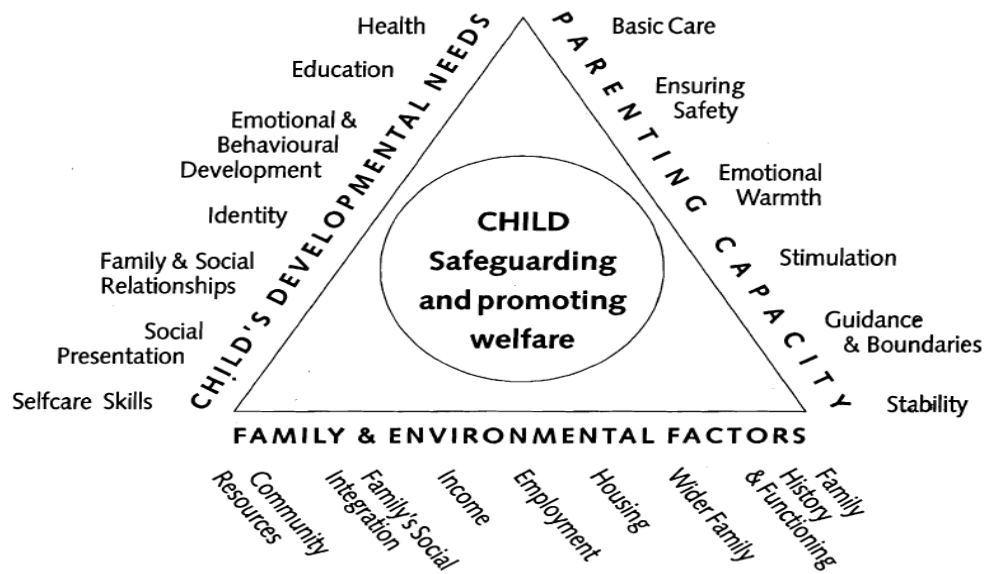 Health
Education
Emotional &
Behavioural
Development
Identity
Family & Social
Relationships
Social
Presentation
Selfcare Skills
CHILD'S DEVELOPMENTAL NEEDS
CHILD
Safeguarding
and promoting
welfare
PARENTING CAPACITY
Basic Care
Ensuring
Safety
Emotional
Warmth
Stimulation
Guidance
& Boundaries
Stability
FAMILY & ENVIRONMENTAL FACTORS
Community
Resources
Family's Social
Integration
Income
Employment
Housing
Wider Family
Family
History
& Functioning